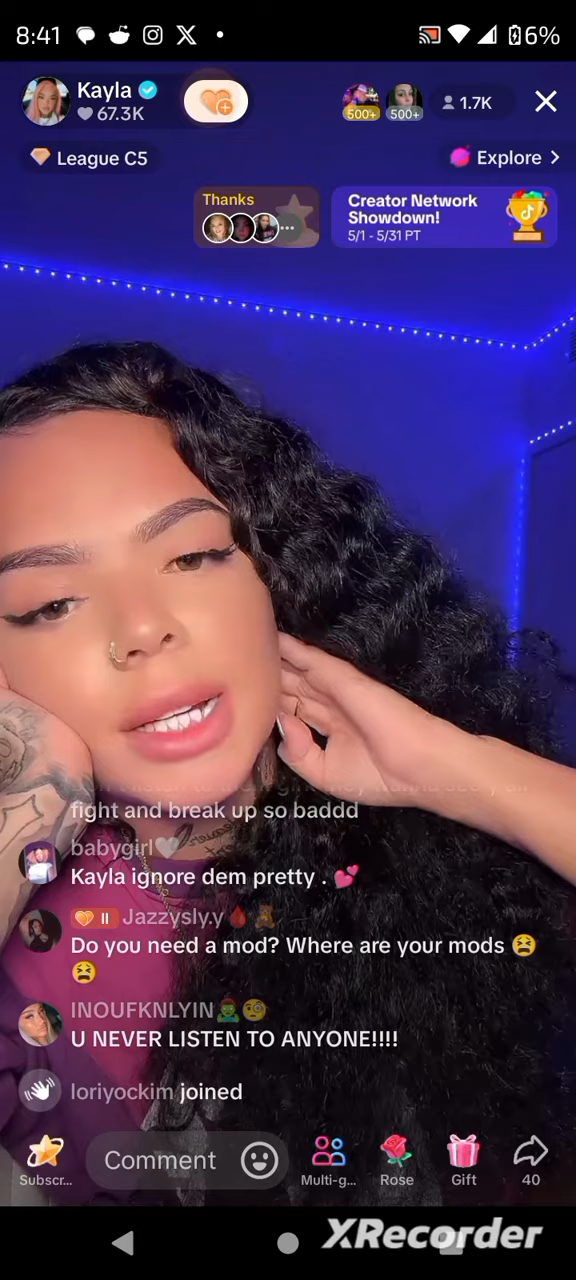 8:41
6%
Kayla
67.3K
500+
500+
1.7K
League C5
Explore
Thanks
Creator Network
Showdown!
5/1 - 5/31 PT
fight and break up so baddd
babygirl🤍
Kayla ignore dem pretty . 💕
II Jazzysly.y🩸🧸
Do you need a mod? Where are your mods 😫
😫
INOUFKNLYIN🧟‍♂️🧐
U NEVER LISTEN TO ANYONE!!!!
loriyockim joined
Subscr...
Comment
Multi-g...
Rose
Gift
40
XRecorder